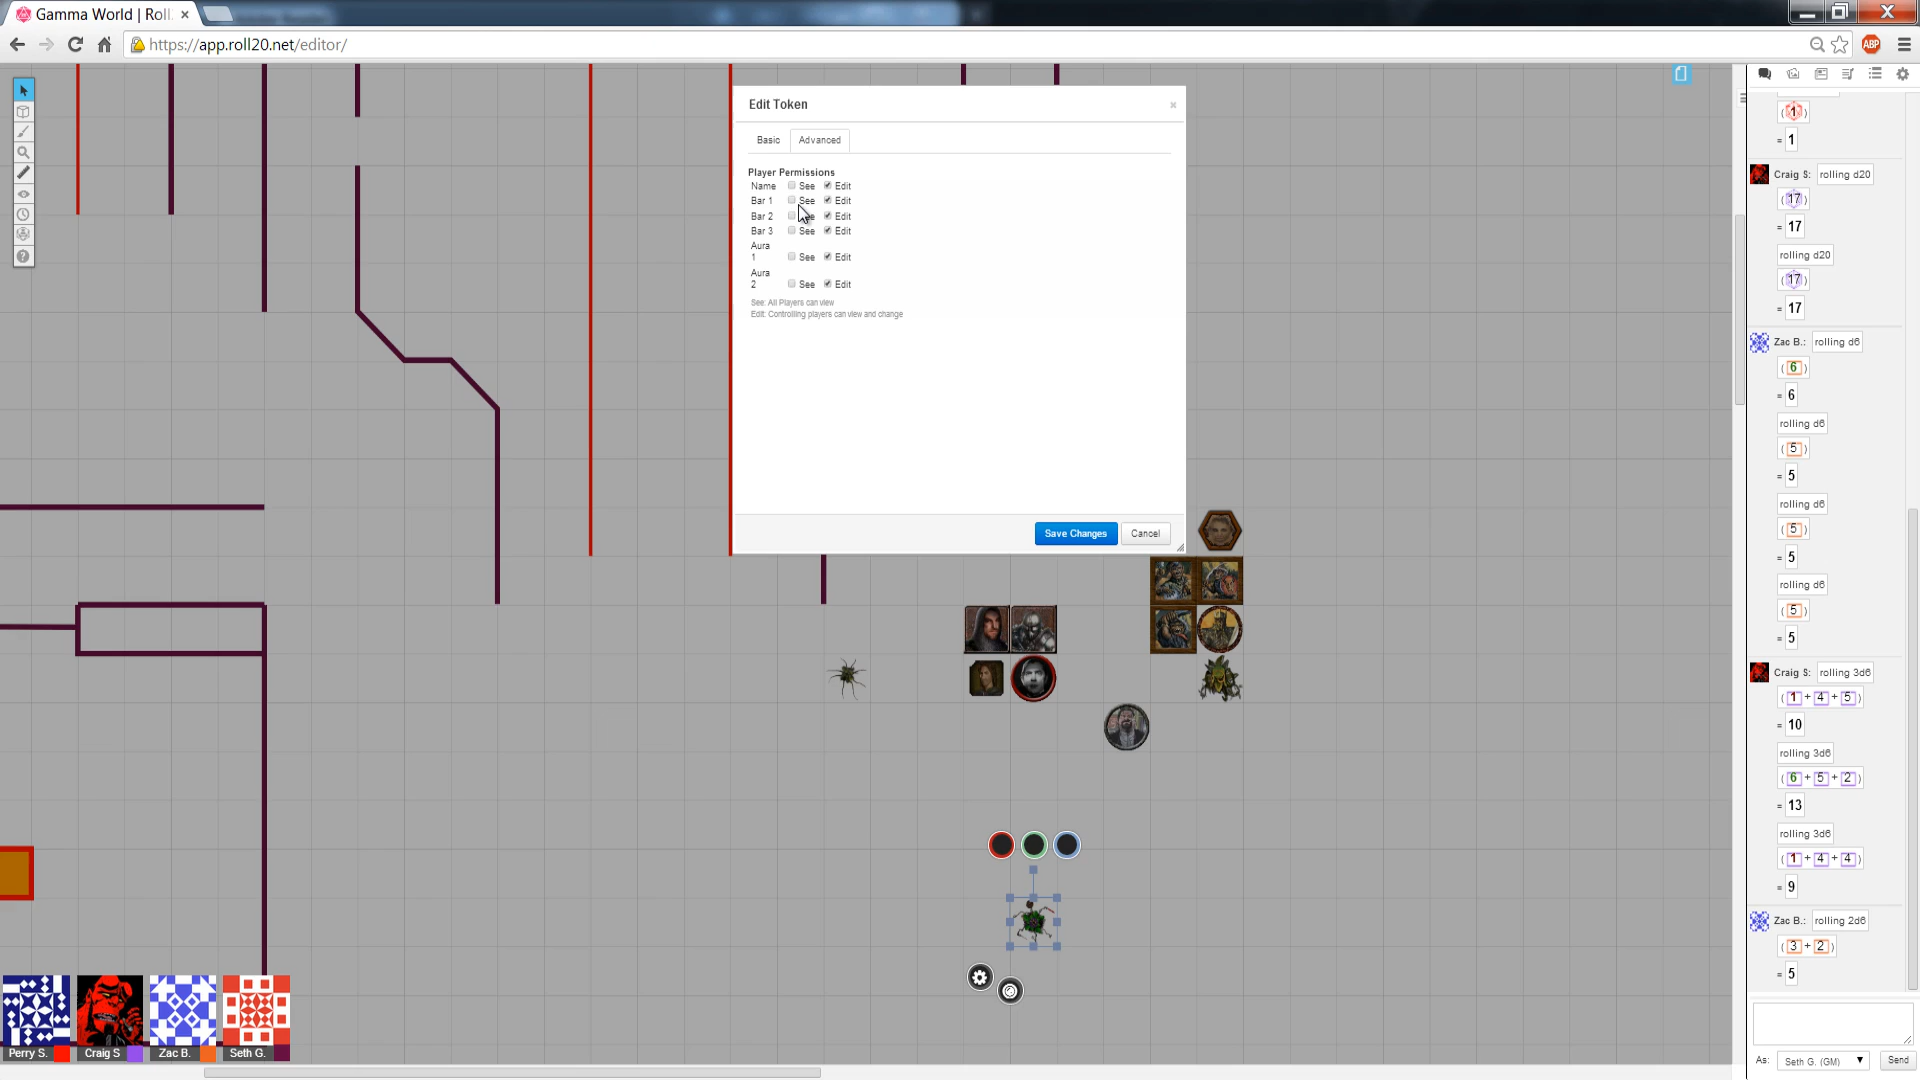 Gamma World | Roll
https://app.roll20.net/editor/
ABP
Edit Token
Basic Advanced
Player Permissions
Name See Edit
Bar 1 See Edit
Bar 2 Edit
Bar 3 See Edit
Aura
1 See Edit
Aura
2 See Edit
See: All Players can view
Edit: Controlling players can view and change
Save Changes Cancel
Perry S.
Craig S
Zac B.
Seth G.
(1)
= 1
Craig S: rolling d20
(17)
= 17
rolling d20
(17)
= 17
Zac B.: rolling d6
(6)
= 6
rolling d6
(5)
= 5
rolling d6
(5)
= 5
rolling d6
(5)
= 5
Craig S: rolling 3d6
(1+4+5)
= 10
rolling 3d6
(6+5+2)
= 13
rolling 3d6
(1+4+4)
= 9
Zac B.: rolling 2d6
(3+2)
= 5
As: Seth G. (GM) Send